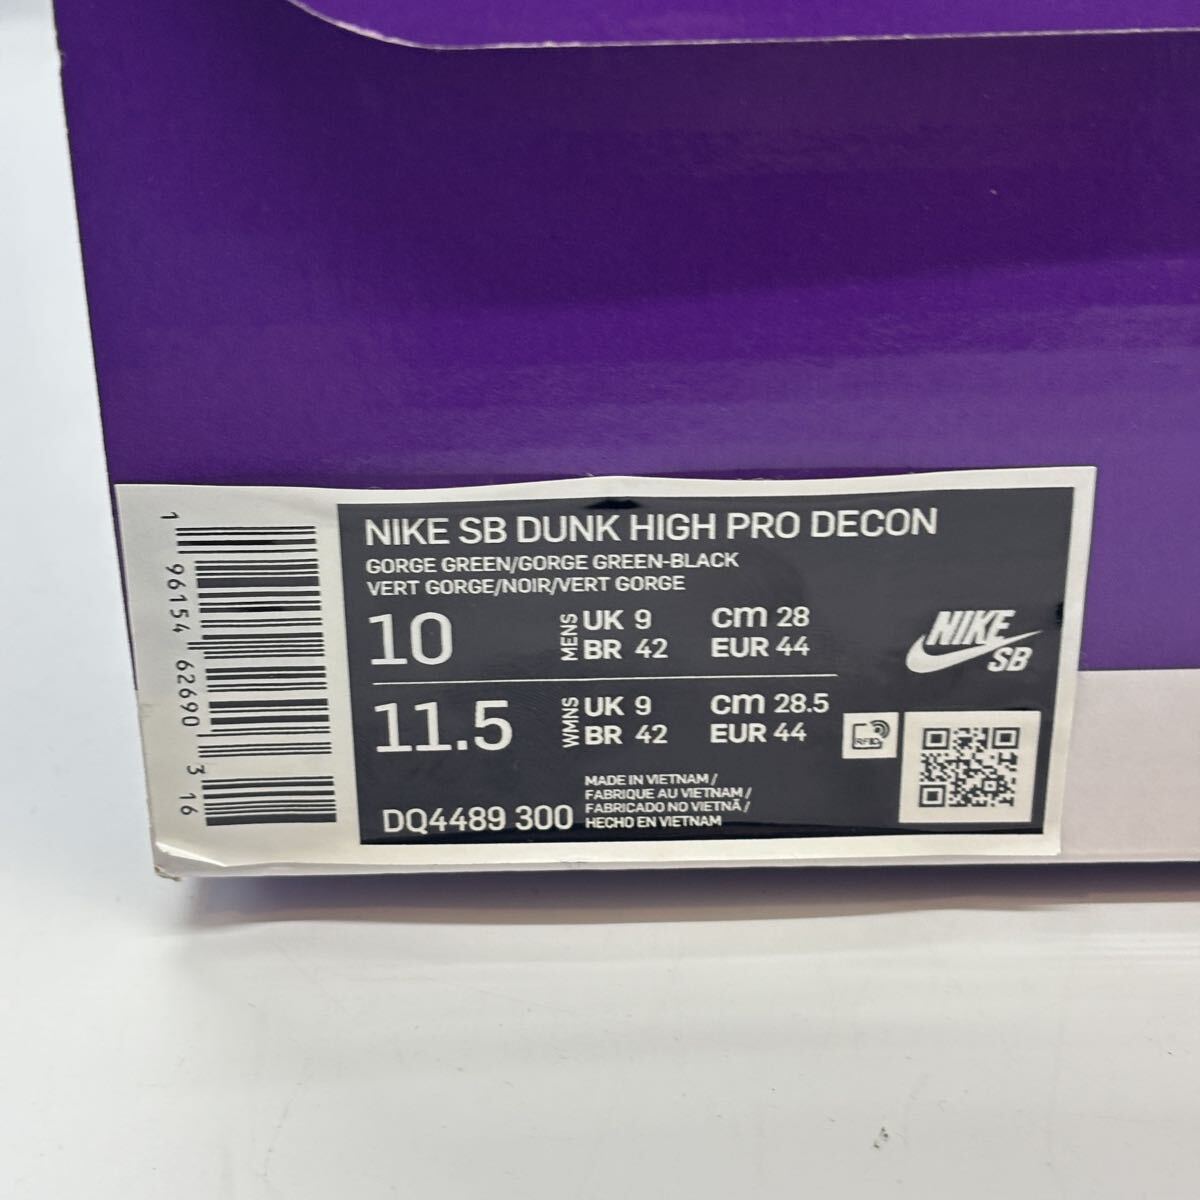 NIKE SB DUNK HIGH PRO DECON
GORGE GREEN/GORGE GREEN-BLACK
VERT GORGE/NOIR/VERT GORGE
10 MENS UK 9 cm 28
BR 42 EUR 44
11.5 WMNS UK 9 cm 28.5
BR 42 EUR 44
NIKE
SB
RFID
DQ4489 300
MADE IN VIETNAM /
FABRIQUE AU VIETNAM /
FABRICADO NO VIETNÃ /
HECHO EN VIETNAM
1 96154 62690 3 16